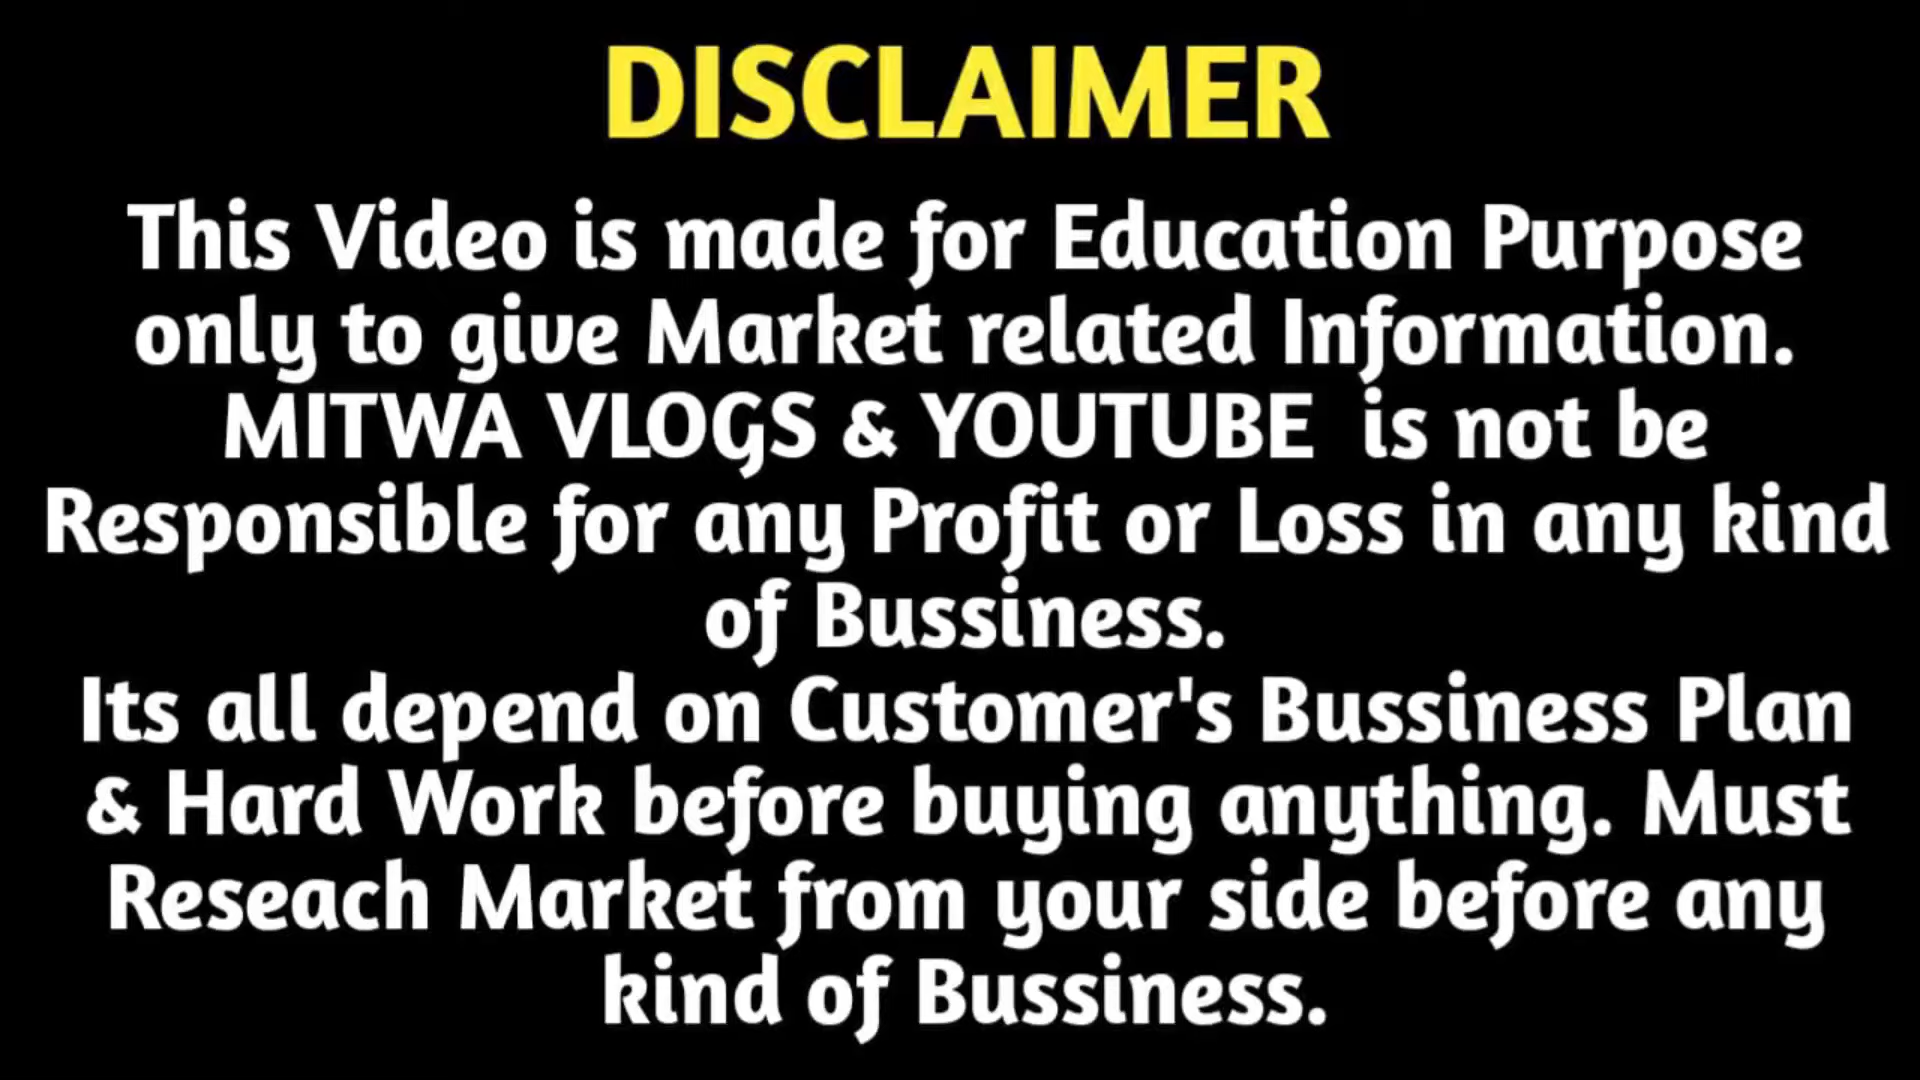 DISCLAIMER
This Video is made for Education Purpose
only to give Market related Information.
MITWA VLOGS & YOUTUBE is not be
Responsible for any Profit or Loss in any kind
of Bussiness.
Its all depend on Customer's Bussiness Plan
& Hard Work before buying anything. Must
Reseach Market from your side before any
kind of Bussiness.